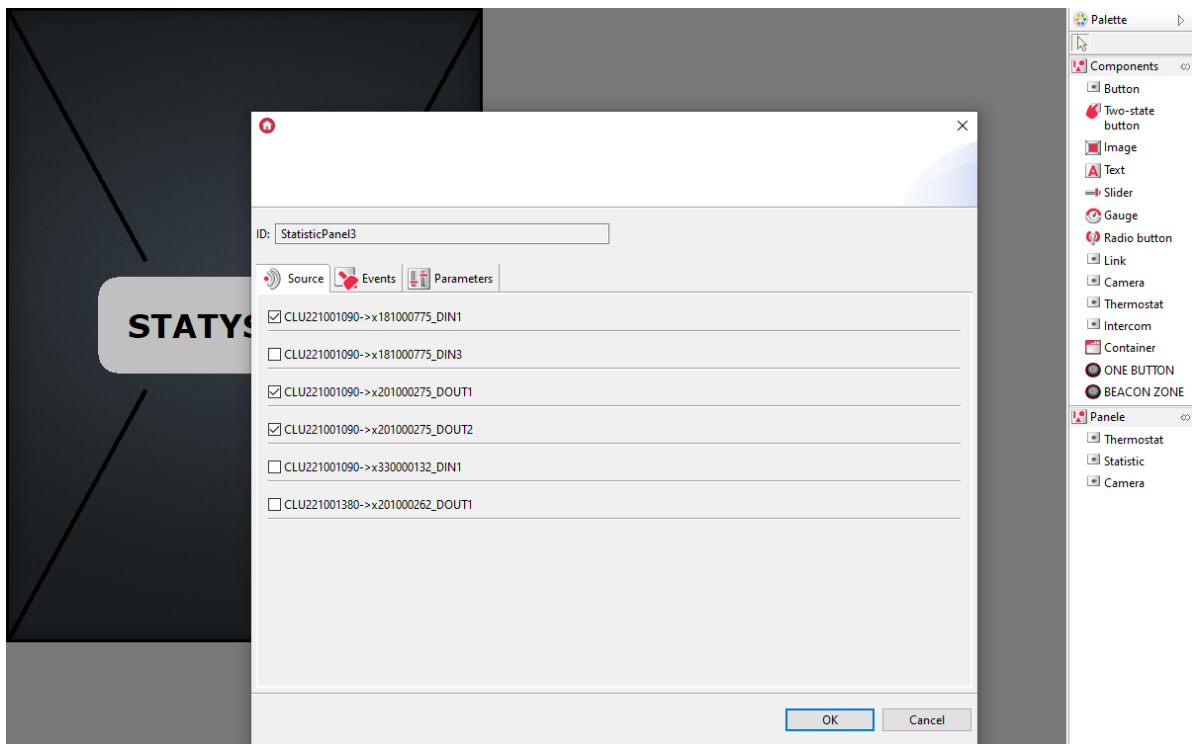 STATYS
ID: StatisticPanel3
Source Events Parameters
CLU221001090->x181000775_DIN1
CLU221001090->x181000775_DIN3
CLU221001090->x201000275_DOUT1
CLU221001090->x201000275_DOUT2
CLU221001090->x330000132_DIN1
CLU221001380->x201000262_DOUT1
OK Cancel
Palette
Components
Button
Two-state
button
Image
Text
Slider
Gauge
Radio button
Link
Camera
Thermostat
Intercom
Container
ONE BUTTON
BEACON ZONE
Panele
Thermostat
Statistic
Camera